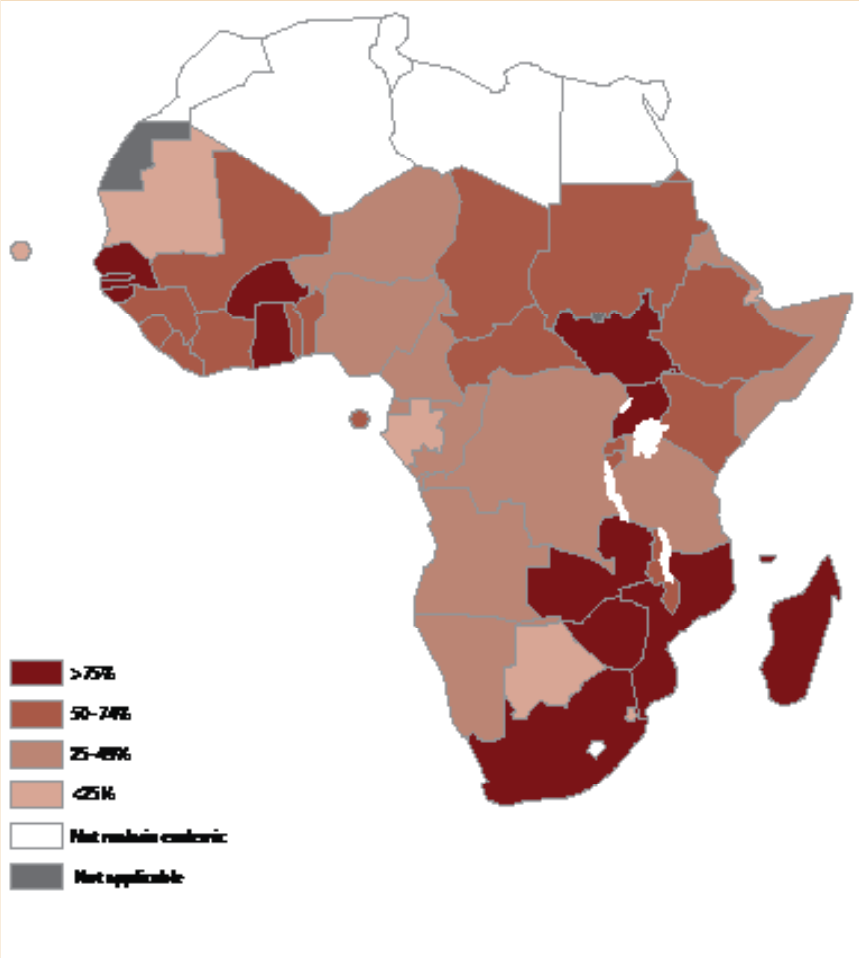 >75%
50–74%
25–49%
<25%
Not malaria endemic
Not applicable